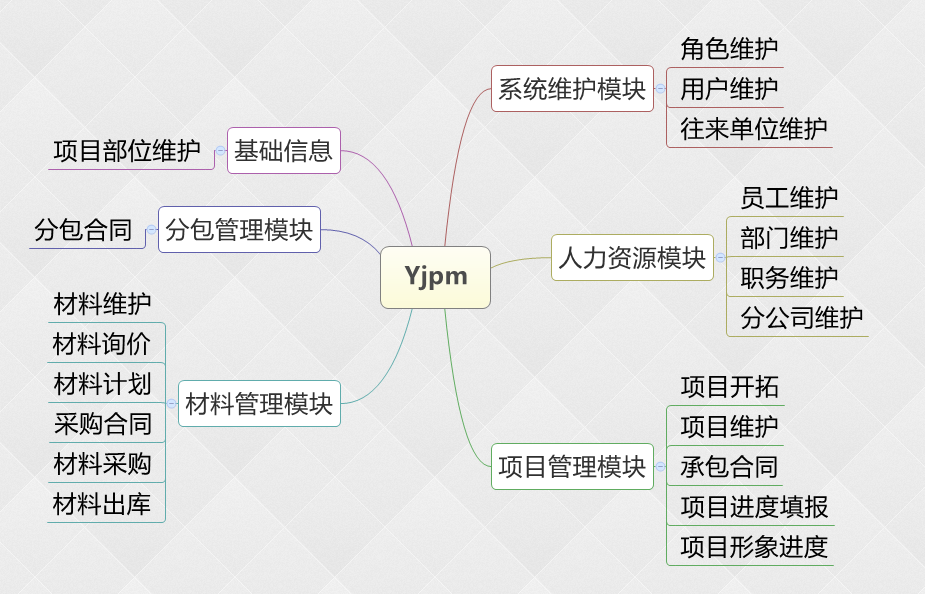 Yjpm
系统维护模块
角色维护
用户维护
往来单位维护
人力资源模块
员工维护
部门维护
职务维护
分公司维护
项目管理模块
项目开拓
项目维护
承包合同
项目进度填报
项目形象进度
基础信息
项目部位维护
分包管理模块
分包合同
材料管理模块
材料维护
材料询价
材料计划
采购合同
材料采购
材料出库